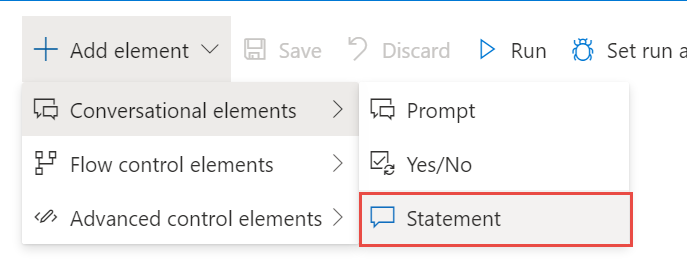 Add element Save Discard Run Set run a
Conversational elements
Prompt
Flow control elements
Yes/No
Advanced control elements
Statement